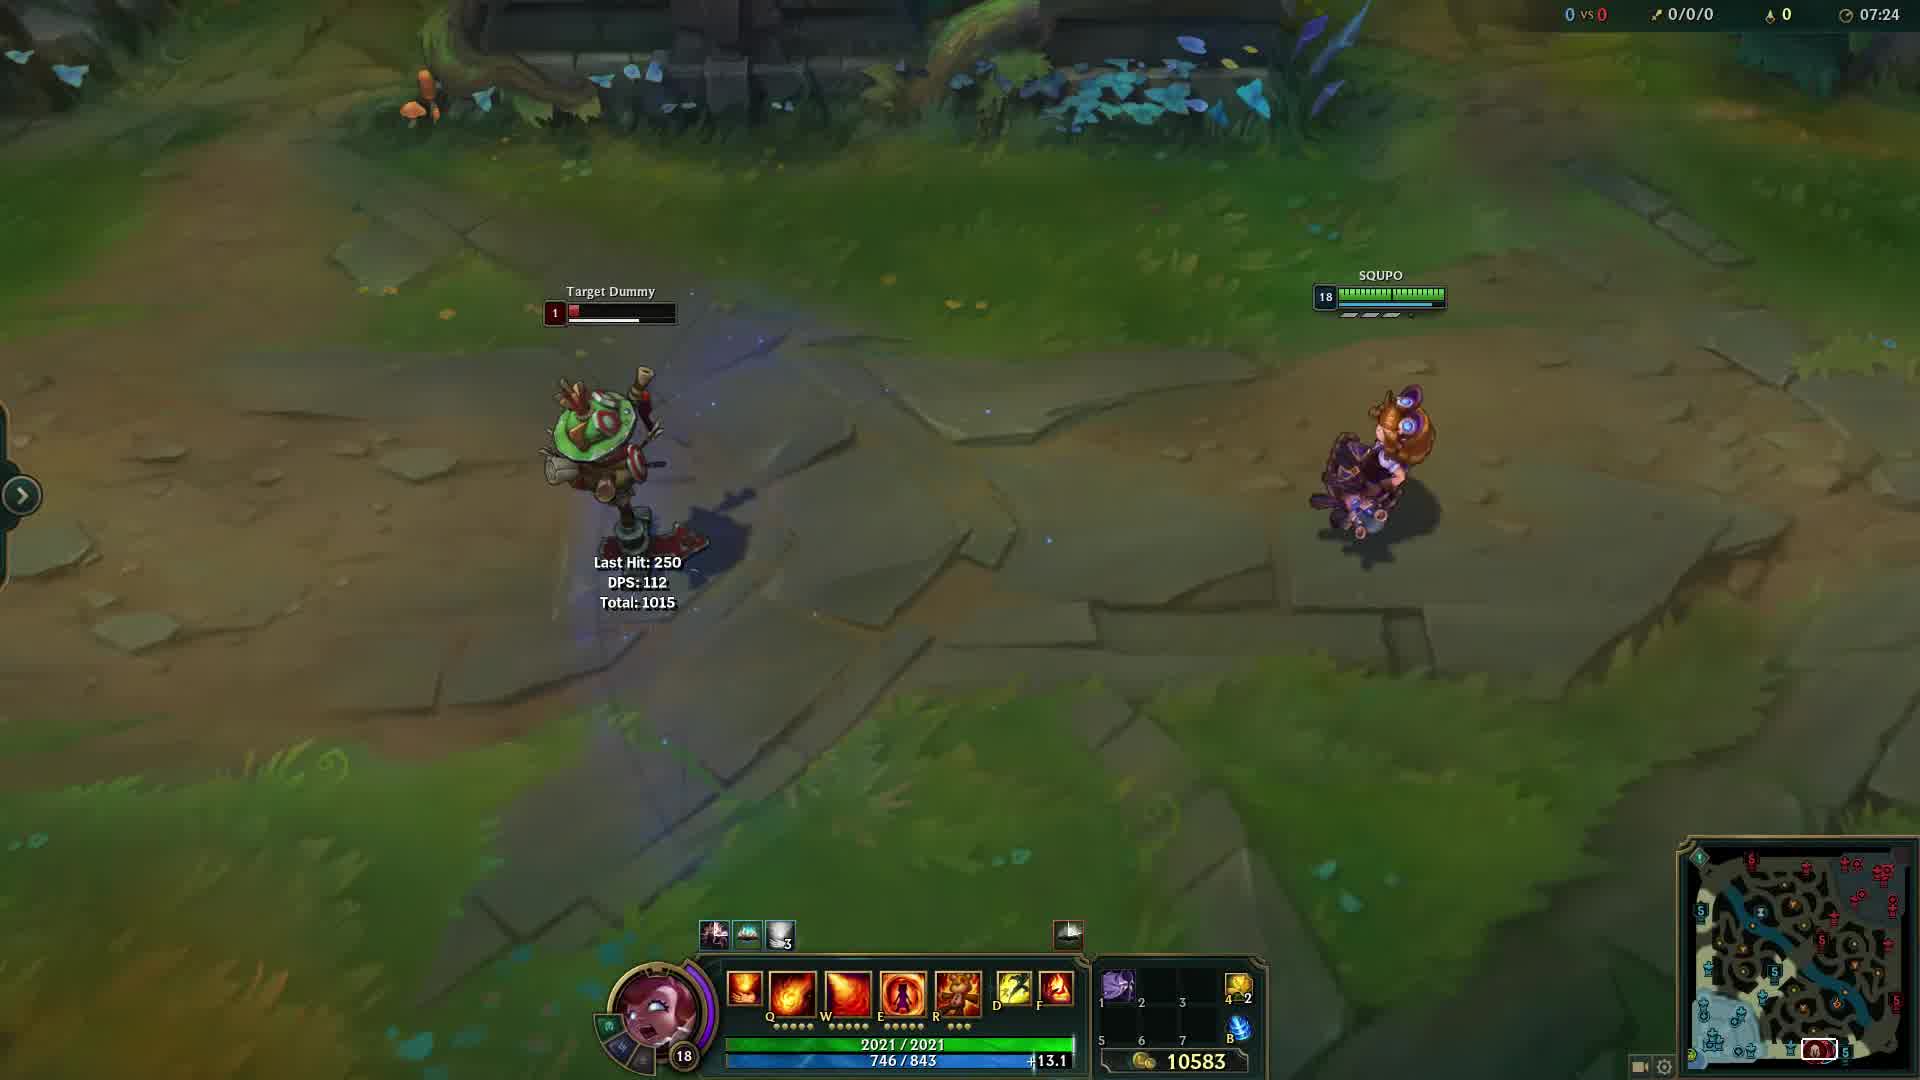 0 vs 0 0/0/0 0 07:24
SQUPO
18
Target Dummy
1
Last Hit: 250
DPS: 112
Total: 1015
3
Q W E R D F
18
2021 / 2021
746 / 843 +13.1
1 2 3 4 2
5 6 7 B
10583
S
S
S
S
S
S
S